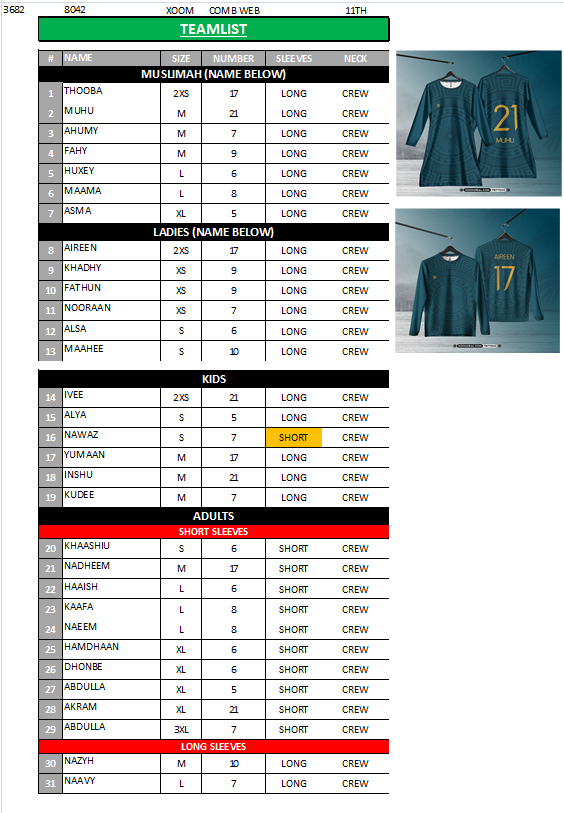 3682 8042 XOOM COMB WEB 11TH
TEAMLIST
# NAME SIZE NUMBER SLEEVES NECK
MUSLIMAH (NAME BELOW)
1 THOOBA 2XS 17 LONG CREW
2 MUHU M 21 LONG CREW
3 AHUMY M 7 LONG CREW
4 FAHY M 9 LONG CREW
5 HUXEY L 6 LONG CREW
6 MAAMA L 8 LONG CREW
7 ASMA XL 5 LONG CREW
21
MUHU
LADIES (NAME BELOW)
8 AIREEN 2XS 17 LONG CREW
9 KHADHY XS 9 LONG CREW
10 FATHUN XS 9 LONG CREW
11 NOORAAN XS 7 LONG CREW
12 ALSA S 6 LONG CREW
13 MAAHEE S 10 LONG CREW
AIREEN
17
KIDS
14 IVEE 2XS 21 LONG CREW
15 ALYA S 5 LONG CREW
16 NAWAZ S 7 SHORT CREW
17 YUMAAN M 17 LONG CREW
18 INSHU M 21 LONG CREW
19 KUDEE M 7 LONG CREW
ADULTS
SHORT SLEEVES
20 KHAASHIU S 6 SHORT CREW
21 NADHEEM M 17 SHORT CREW
22 HAAISH L 6 SHORT CREW
23 KAAFA L 8 SHORT CREW
24 NAEEM L 8 SHORT CREW
25 HAMDHAAN XL 6 SHORT CREW
26 DHONBE XL 6 SHORT CREW
27 ABDULLA XL 5 SHORT CREW
28 AKRAM XL 21 SHORT CREW
29 ABDULLA 3XL 7 SHORT CREW
LONG SLEEVES
30 NAZYH M 10 LONG CREW
31 NAAVY L 7 LONG CREW